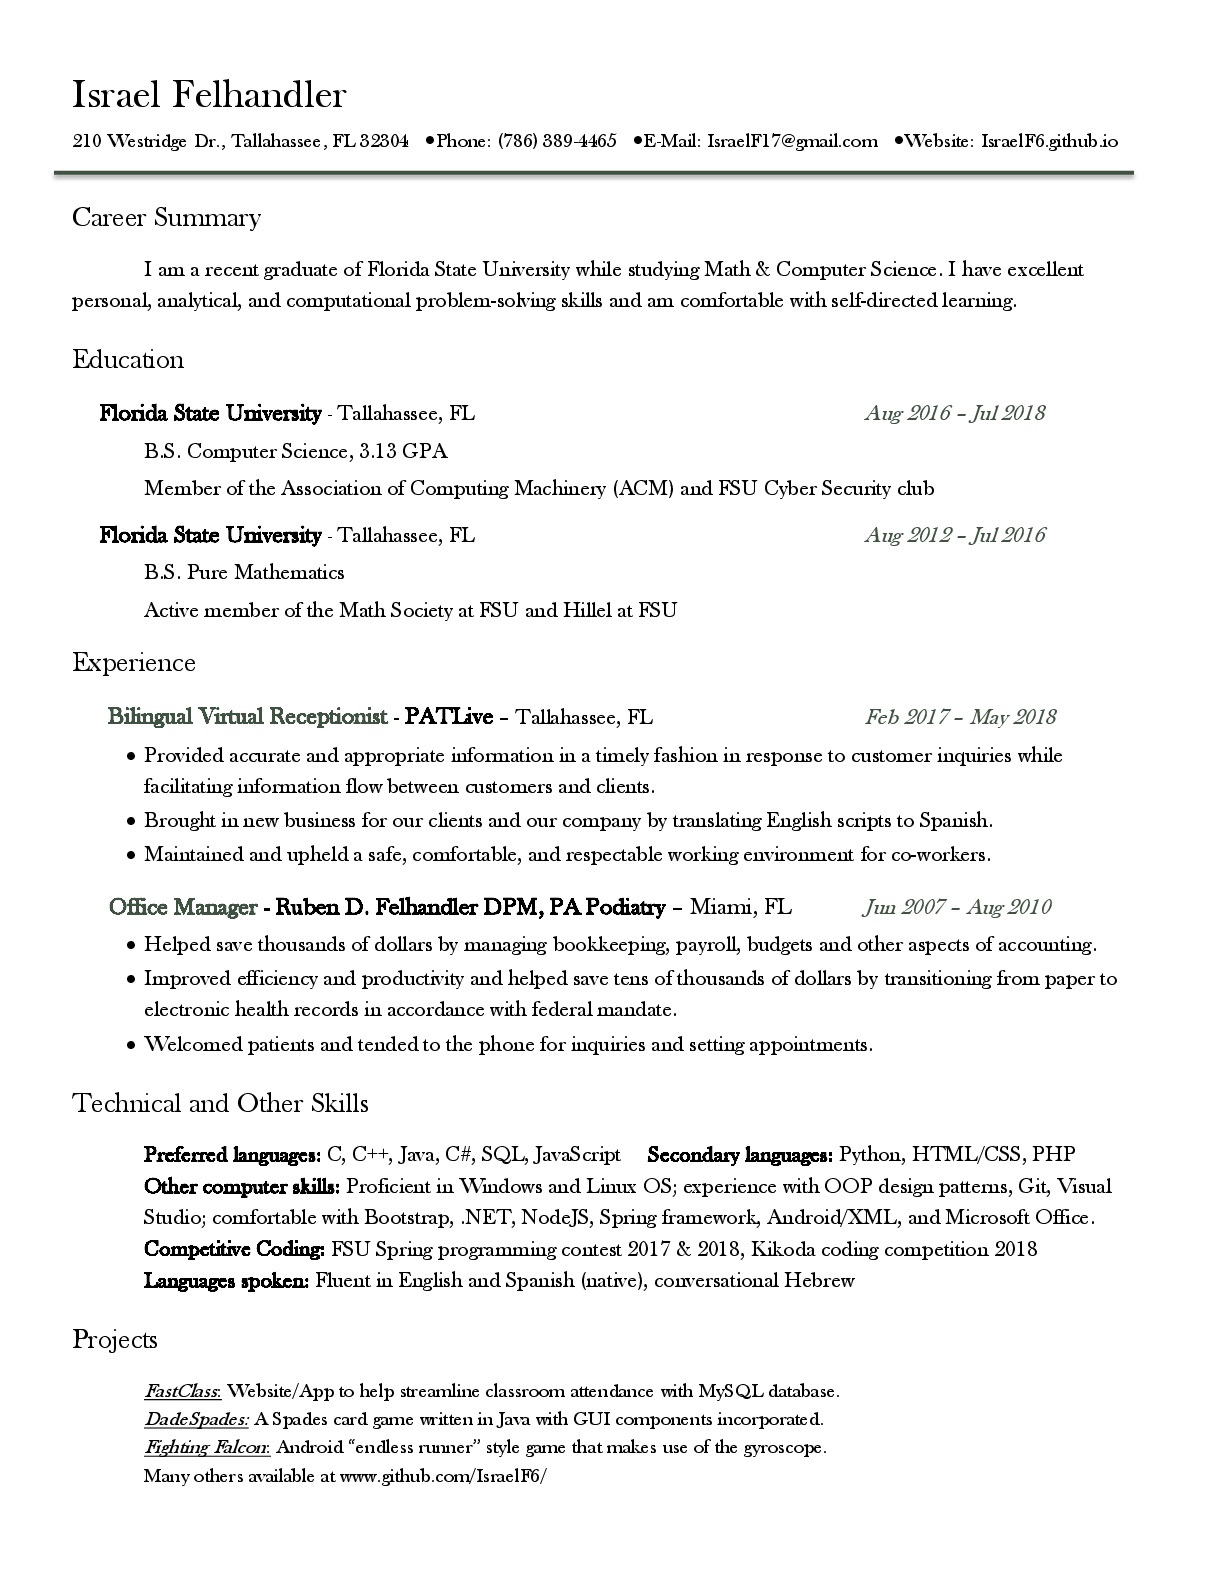 Israel Felhandler
210 Westridge Dr., Tallahassee, FL 32304 •Phone: (786) 389-4465 •E-Mail: IsraelF17@gmail.com •Website: IsraelF6.github.io
Career Summary
I am a recent graduate of Florida State University while studying Math & Computer Science. I have excellent
personal, analytical, and computational problem-solving skills and am comfortable with self-directed learning.
Education
Florida State University - Tallahassee, FL Aug 2016 – Jul 2018
B.S. Computer Science, 3.13 GPA
Member of the Association of Computing Machinery (ACM) and FSU Cyber Security club
Florida State University - Tallahassee, FL Aug 2012 – Jul 2016
B.S. Pure Mathematics
Active member of the Math Society at FSU and Hillel at FSU
Experience
Bilingual Virtual Receptionist - PATLive – Tallahassee, FL Feb 2017 – May 2018
• Provided accurate and appropriate information in a timely fashion in response to customer inquiries while
facilitating information flow between customers and clients.
• Brought in new business for our clients and our company by translating English scripts to Spanish.
• Maintained and upheld a safe, comfortable, and respectable working environment for co-workers.
Office Manager - Ruben D. Felhandler DPM, PA Podiatry – Miami, FL Jun 2007 – Aug 2010
• Helped save thousands of dollars by managing bookkeeping, payroll, budgets and other aspects of accounting.
• Improved efficiency and productivity and helped save tens of thousands of dollars by transitioning from paper to
electronic health records in accordance with federal mandate.
• Welcomed patients and tended to the phone for inquiries and setting appointments.
Technical and Other Skills
Preferred languages: C, C++, Java, C#, SQL, JavaScript Secondary languages: Python, HTML/CSS, PHP
Other computer skills: Proficient in Windows and Linux OS; experience with OOP design patterns, Git, Visual
Studio; comfortable with Bootstrap, .NET, NodeJS, Spring framework, Android/XML, and Microsoft Office.
Competitive Coding: FSU Spring programming contest 2017 & 2018, Kikoda coding competition 2018
Languages spoken: Fluent in English and Spanish (native), conversational Hebrew
Projects
FastClass: Website/App to help streamline classroom attendance with MySQL database.
DadeSpades: A Spades card game written in Java with GUI components incorporated.
Fighting Falcon: Android “endless runner” style game that makes use of the gyroscope.
Many others available at www.github.com/IsraelF6/